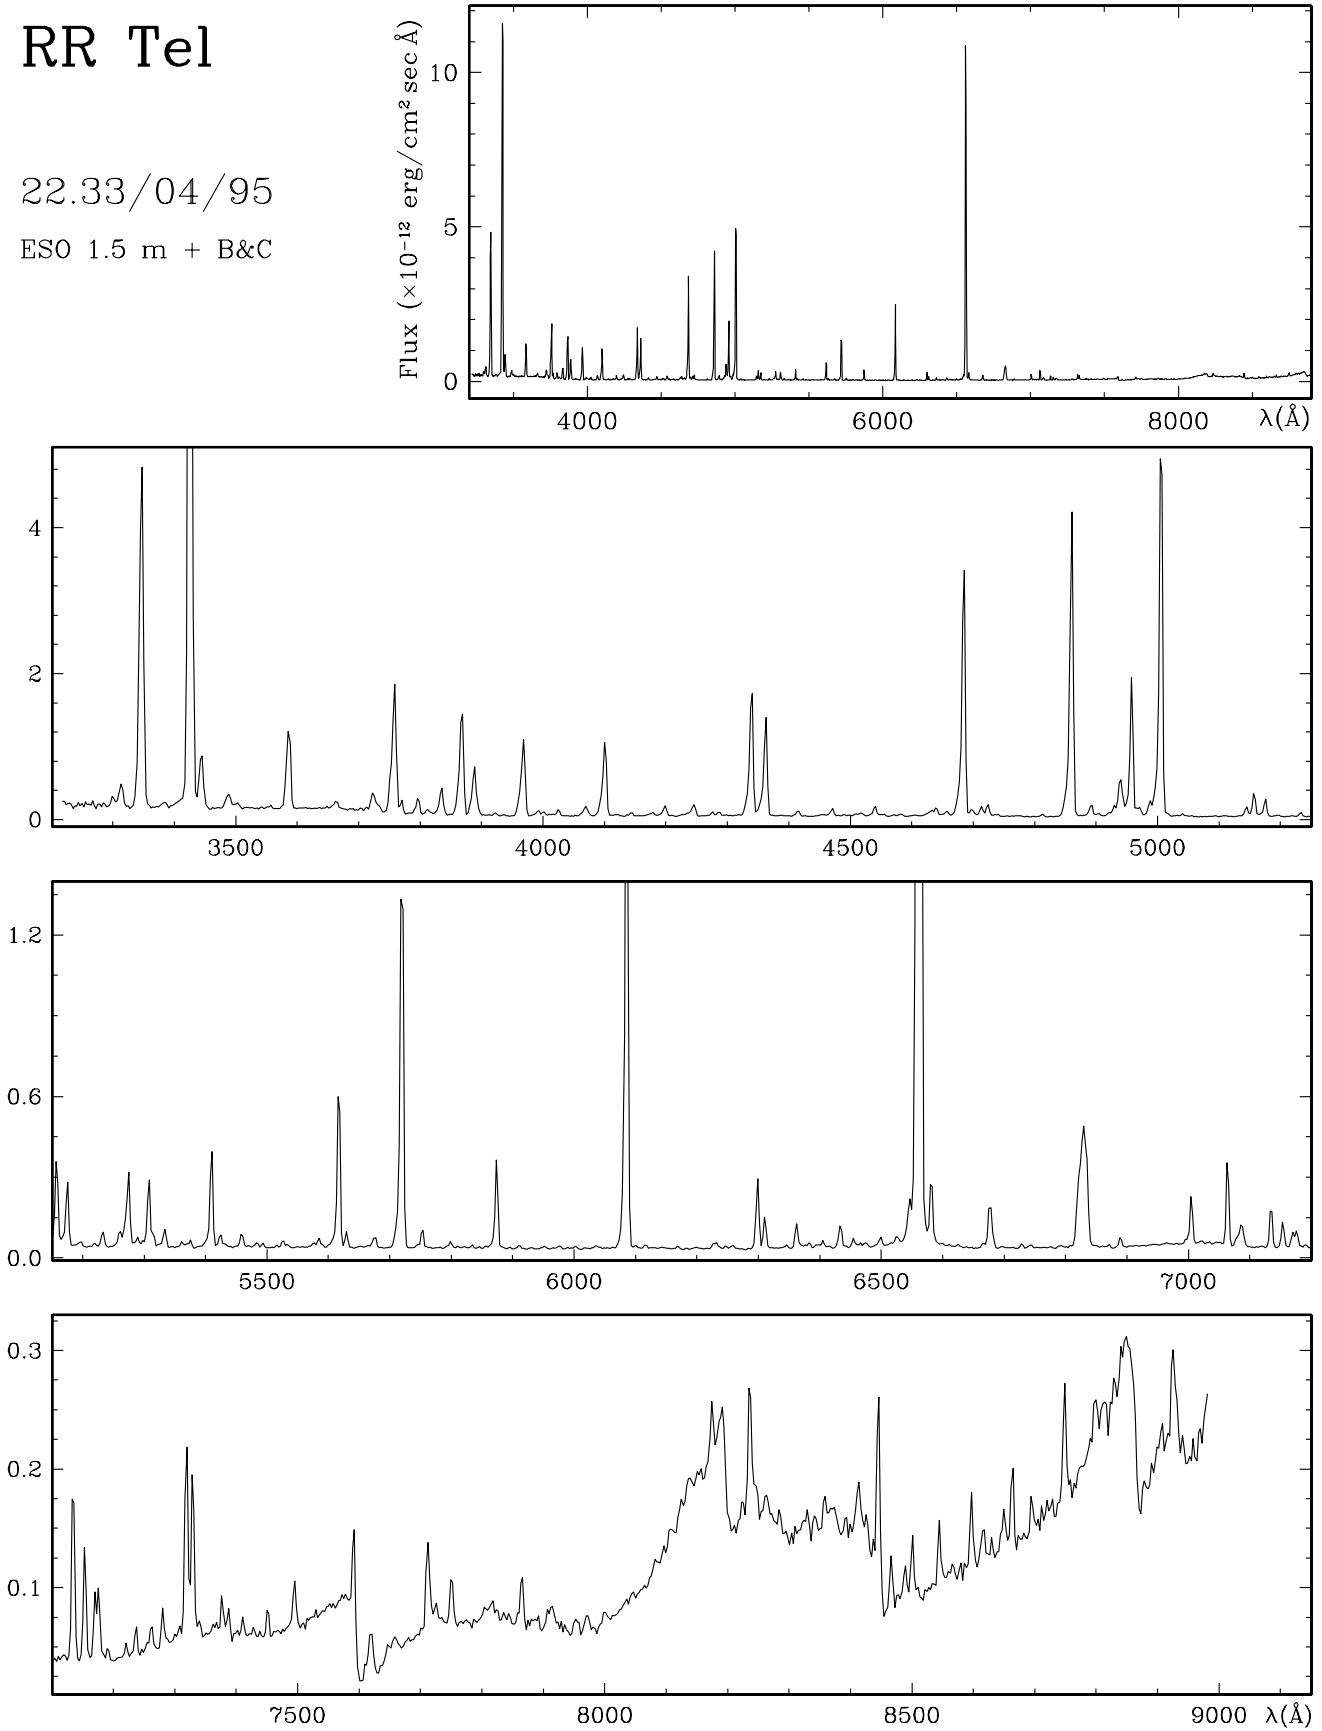 RR Tel
22.33/04/95
ESO 1.5 m + B&C
Flux (×10⁻¹² erg/cm² sec Å)
10
5
0
4000 6000 8000 λ(Å)
4
2
0
3500 4000 4500 5000
1.2
0.6
0.0
5500 6000 6500 7000
0.3
0.2
0.1
7500 8000 8500 9000 λ(Å)